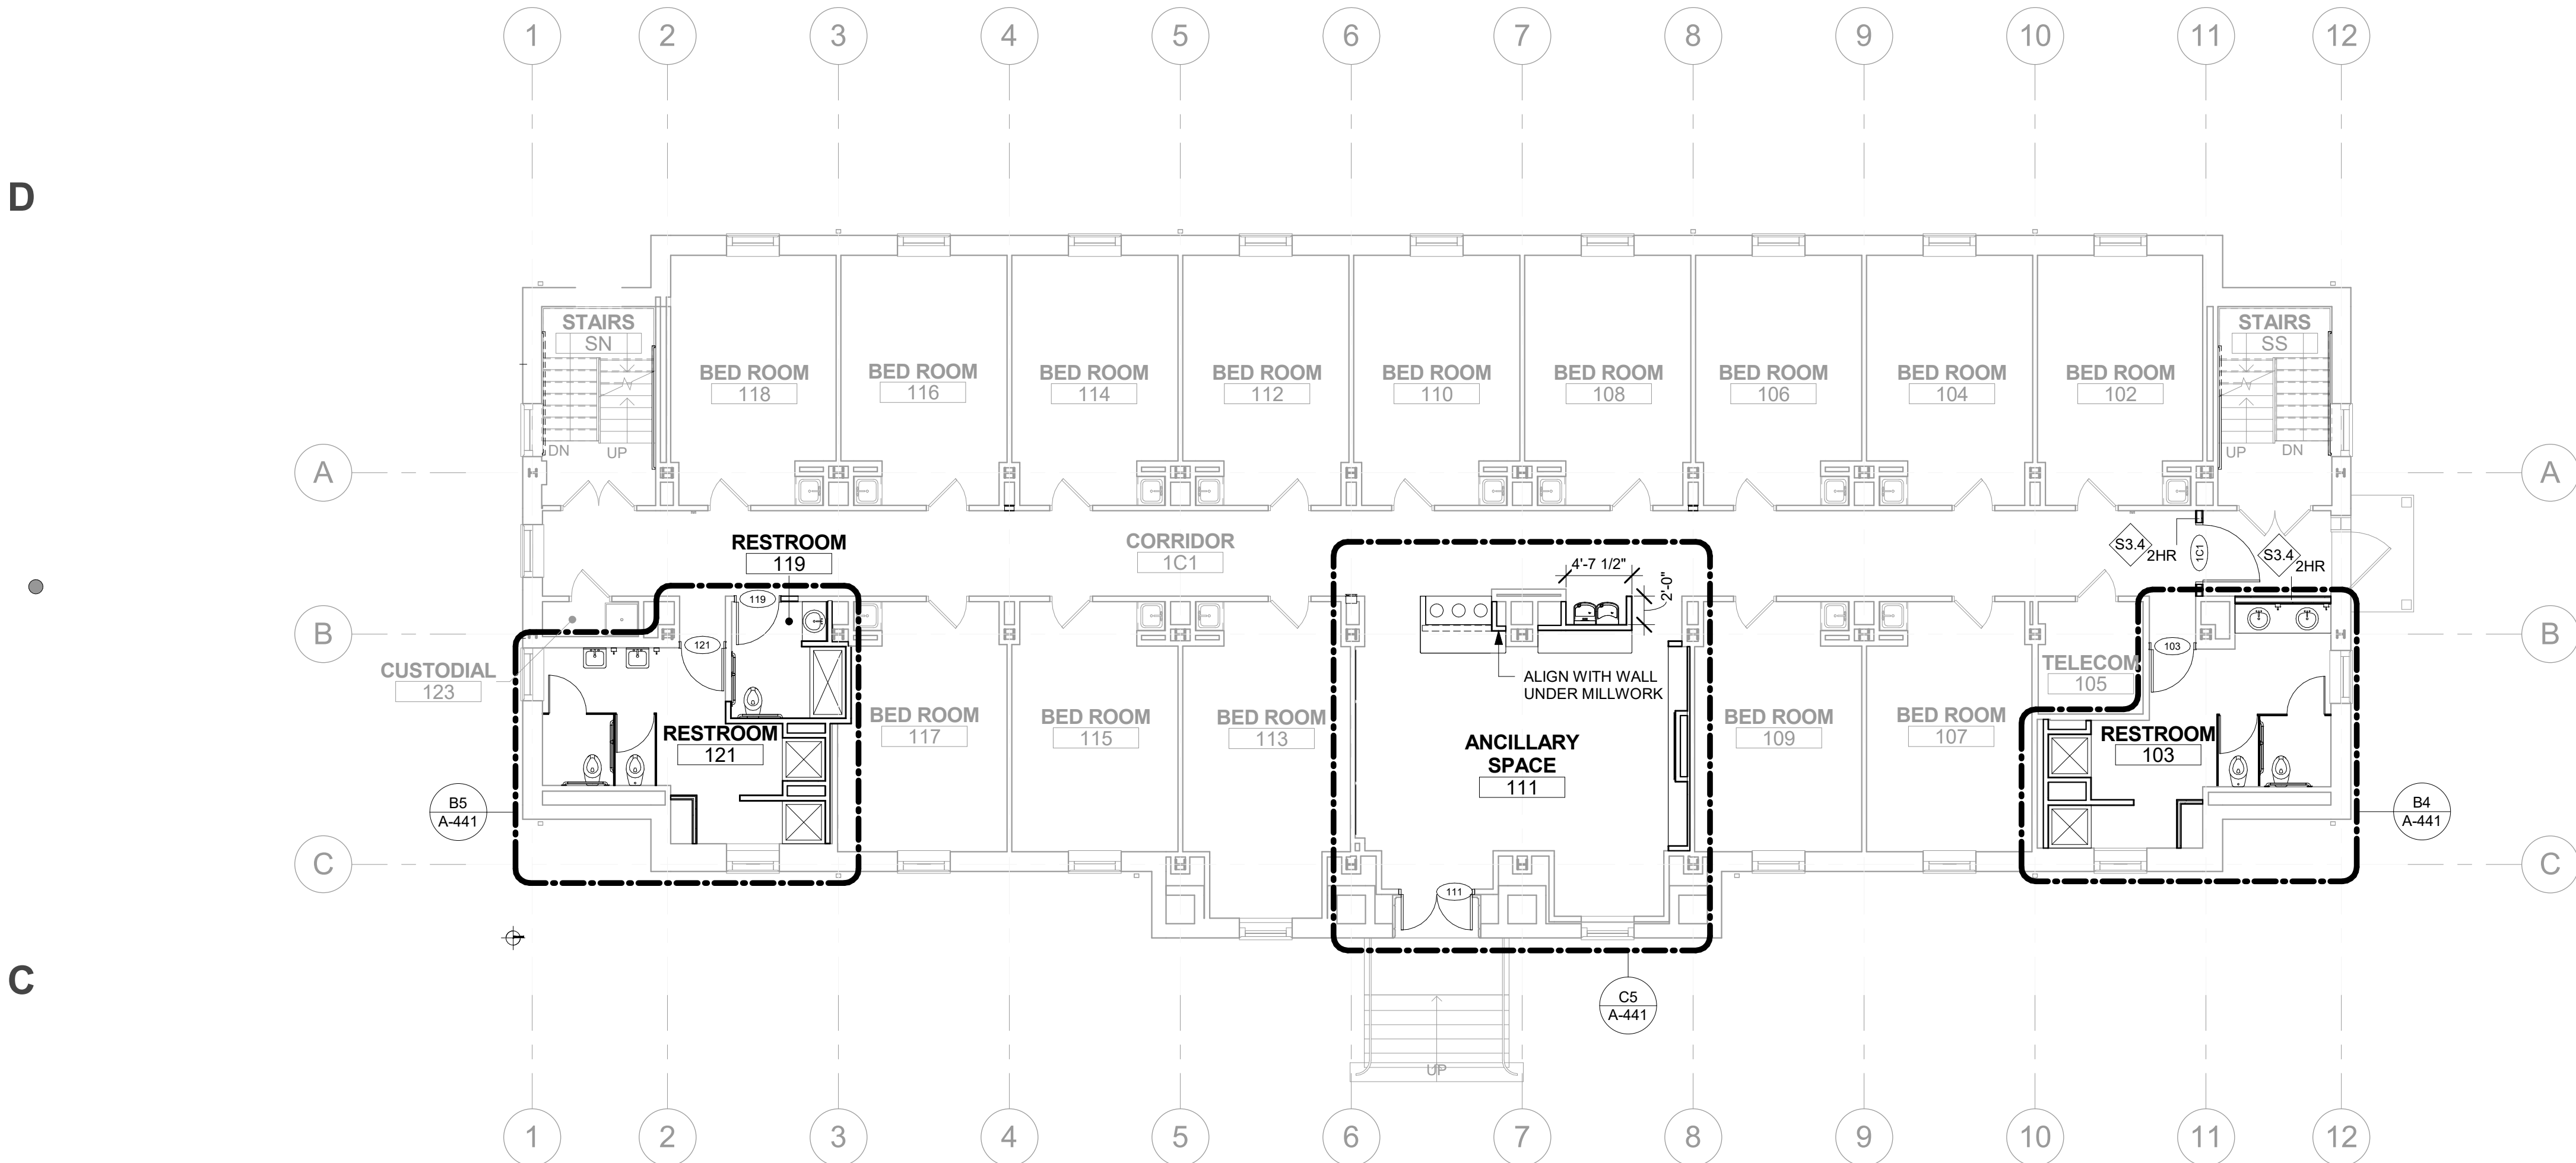 1 2 3 4 5 6 7 8 9 10 11 12
D
STAIRS
SN
STAIRS
SS
BED ROOM
118
BED ROOM
116
BED ROOM
114
BED ROOM
112
BED ROOM
110
BED ROOM
108
BED ROOM
106
BED ROOM
104
BED ROOM
102
DN
UP
UP
DN
A
A
RESTROOM
119
CORRIDOR
1C1
4'-7 1/2"
2'-0"
S3.4
2HR
1C1
S3.4
2HR
119
B
B
121
103
CUSTODIAL
123
ALIGN WITH WALL
UNDER MILLWORK
TELECOM
105
RESTROOM
121
BED ROOM
117
BED ROOM
115
BED ROOM
113
ANCILLARY
SPACE
111
BED ROOM
109
BED ROOM
107
RESTROOM
103
B5
A-441
B4
A-441
C
C
111
C
C5
A-441
UP
1 2 3 4 5 6 7 8 9 10 11 12